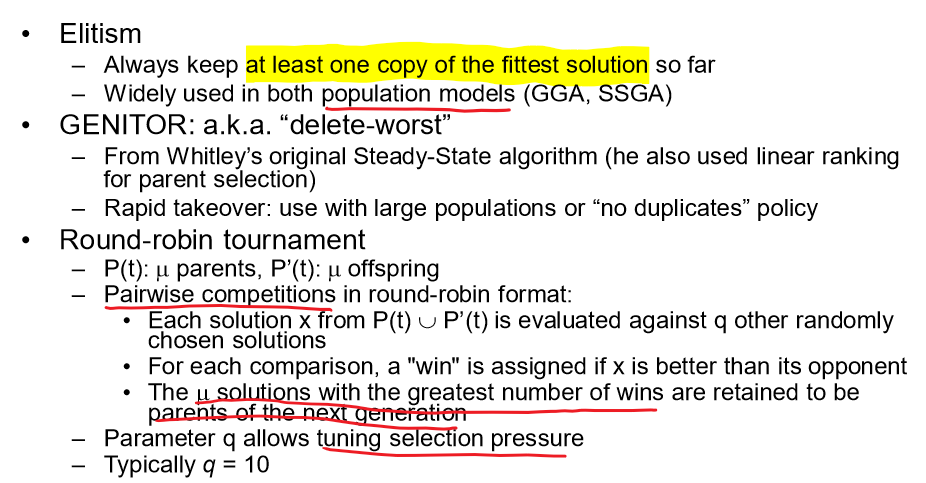 • Elitism
– Always keep at least one copy of the fittest solution so far
– Widely used in both population models (GGA, SSGA)
• GENITOR: a.k.a. “delete-worst”
– From Whitley’s original Steady-State algorithm (he also used linear ranking
for parent selection)
– Rapid takeover: use with large populations or “no duplicates” policy
• Round-robin tournament
– P(t): μ parents, P’(t): μ offspring
– Pairwise competitions in round-robin format:
• Each solution x from P(t) ∪ P’(t) is evaluated against q other randomly
chosen solutions
• For each comparison, a "win" is assigned if x is better than its opponent
• The μ solutions with the greatest number of wins are retained to be
parents of the next generation
– Parameter q allows tuning selection pressure
– Typically q = 10